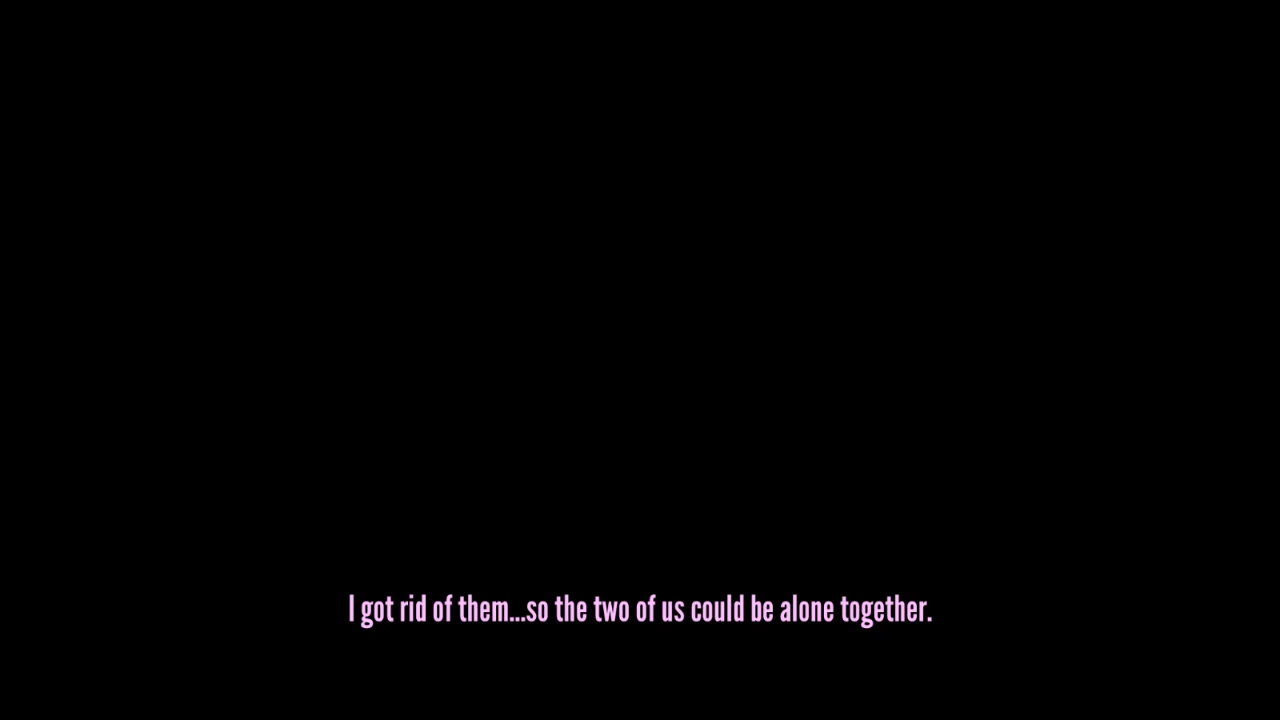 I got rid of them...so the two of us could be alone together.